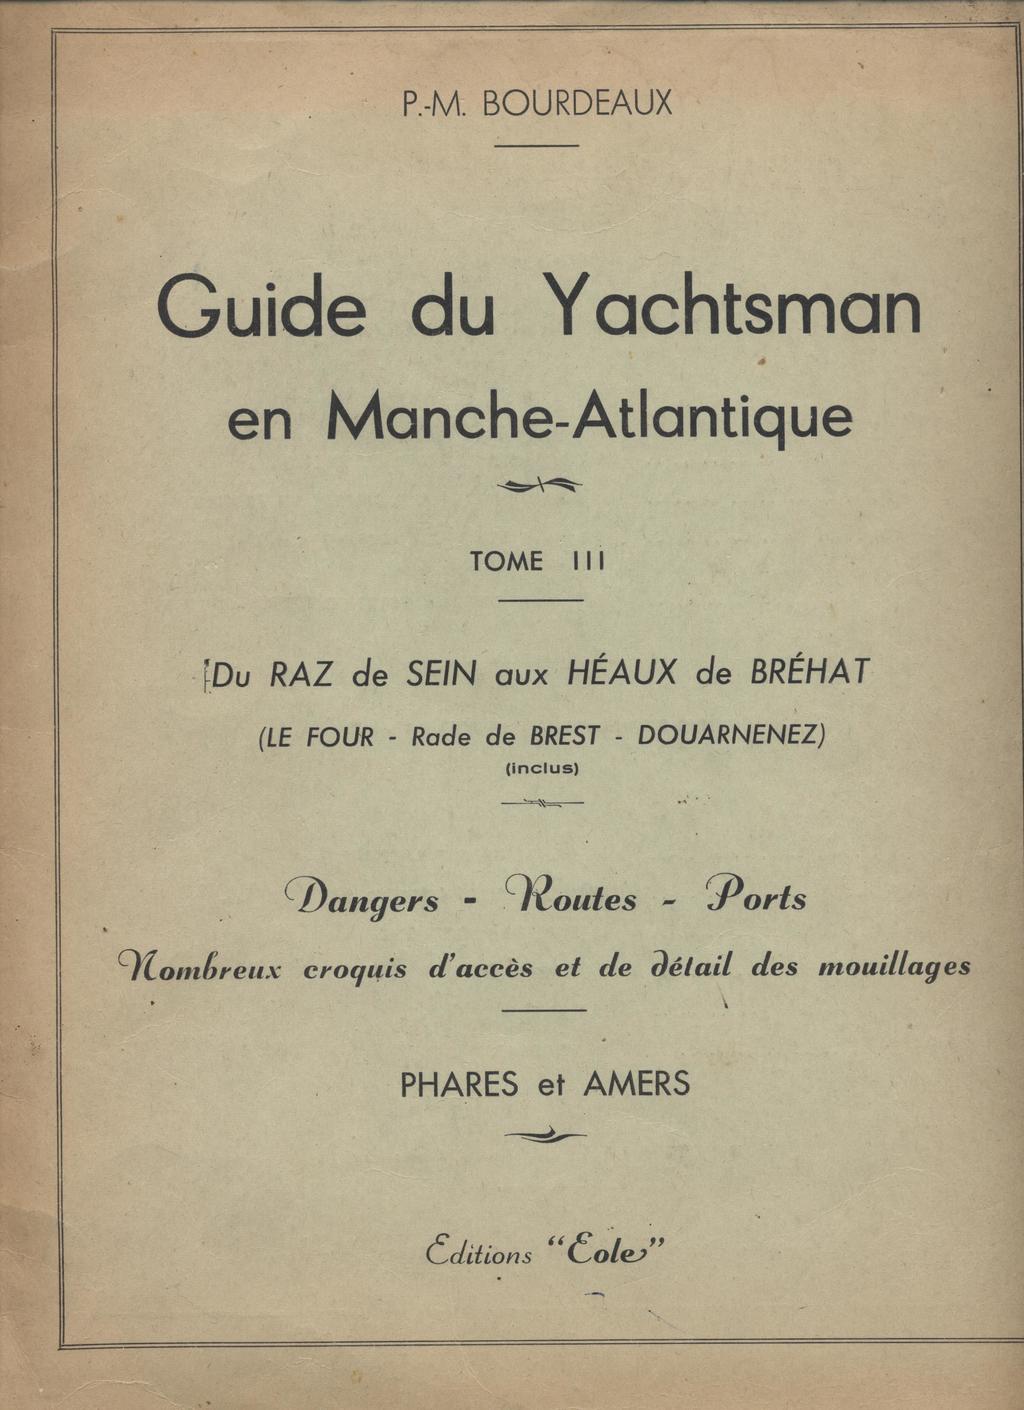 P.-M. BOURDEAUX
Guide du Yachtsman
en Manche-Atlantique
TOME III
Du RAZ de SEIN aux HÉAUX de BRÉHAT
(LE FOUR - Rade de BREST - DOUARNENEZ)
(inclus)
Dangers - Routes - Ports
Nombreux croquis d'accès et de détail des mouillages
PHARES et AMERS
Editions "Eole"